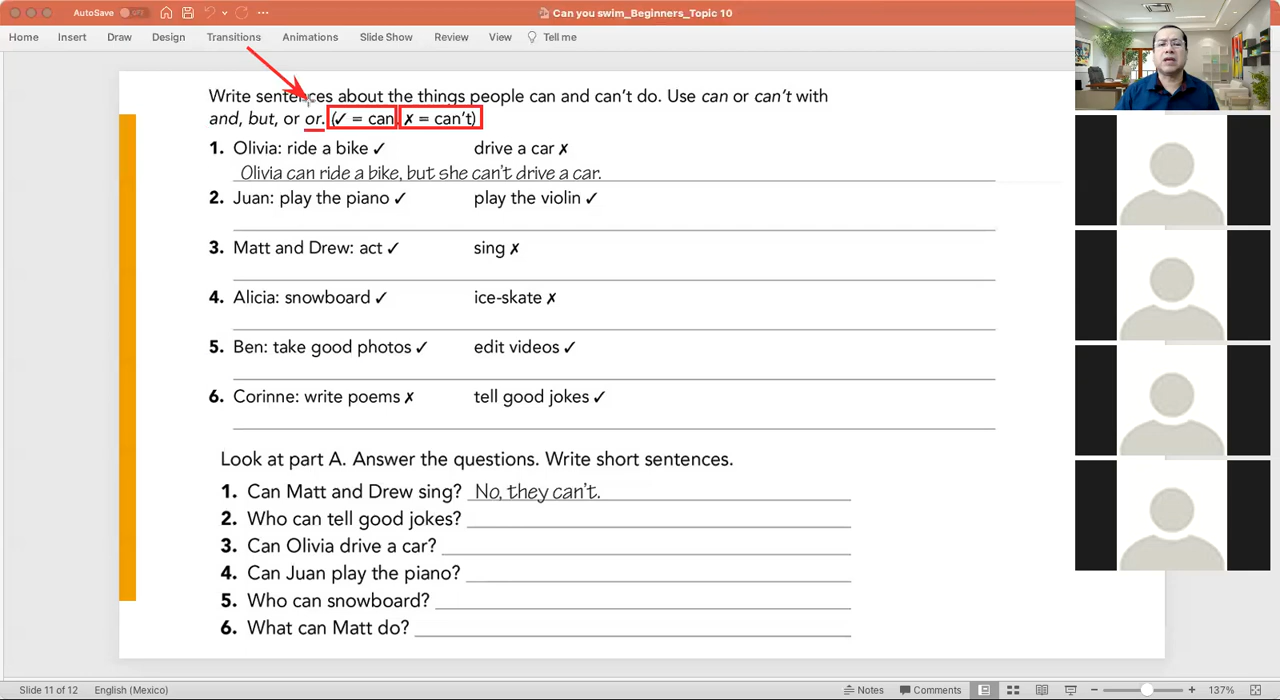 AutoSave OFF Can you swim_Beginners_Topic 10
Home Insert Draw Design Transitions Animations Slide Show Review View Tell me
Write sentences about the things people can and can't do. Use can or can't with
and, but, or or. (✓ = can, ✗ = can't)
1. Olivia: ride a bike ✓ drive a car ✗
Olivia can ride a bike, but she can't drive a car.
2. Juan: play the piano ✓ play the violin ✓
3. Matt and Drew: act ✓ sing ✗
4. Alicia: snowboard ✓ ice-skate ✗
5. Ben: take good photos ✓ edit videos ✓
6. Corinne: write poems ✗ tell good jokes ✓
Look at part A. Answer the questions. Write short sentences.
1. Can Matt and Drew sing? No, they can't.
2. Who can tell good jokes?
3. Can Olivia drive a car?
4. Can Juan play the piano?
5. Who can snowboard?
6. What can Matt do?
Slide 11 of 12 English (Mexico) Notes Comments 137%